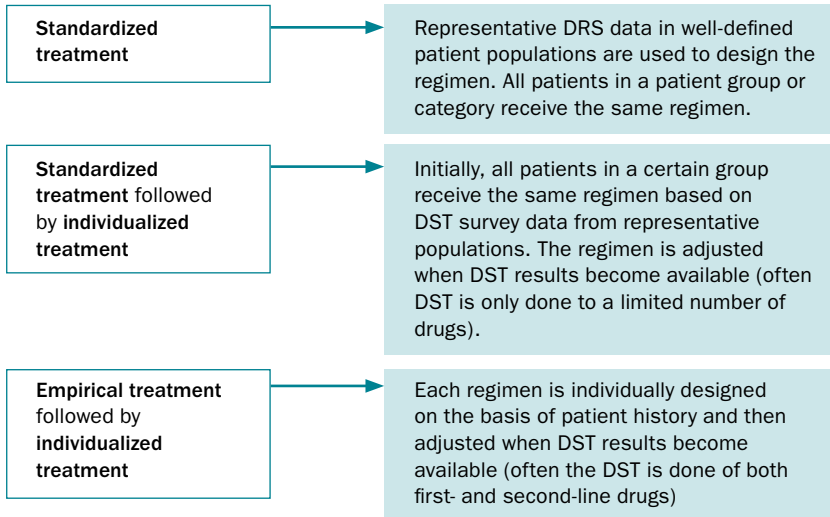 Standardized
treatment
Representative DRS data in well-defined
patient populations are used to design the
regimen. All patients in a patient group or
category receive the same regimen.
Standardized
treatment followed
by individualized
treatment
Initially, all patients in a certain group
receive the same regimen based on
DST survey data from representative
populations. The regimen is adjusted
when DST results become available (often
DST is only done to a limited number of
drugs).
Empirical treatment
followed by
individualized
treatment
Each regimen is individually designed
on the basis of patient history and then
adjusted when DST results become
available (often the DST is done of both
first- and second-line drugs)